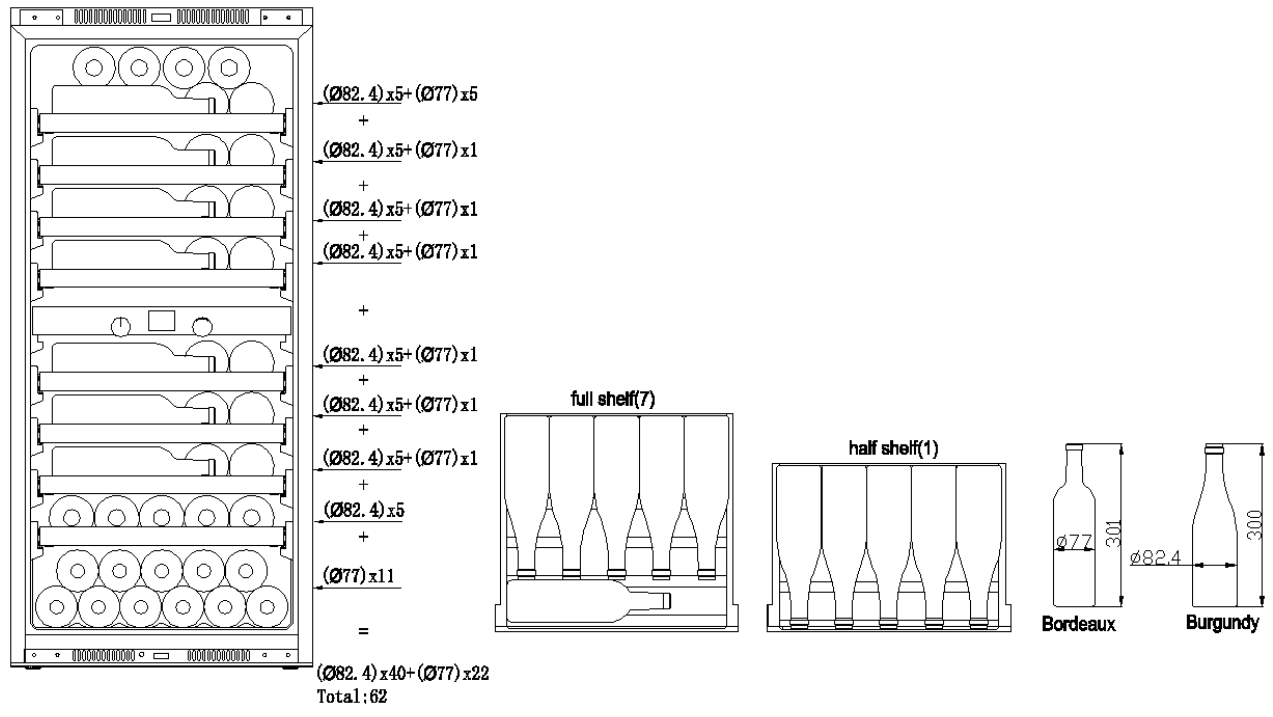 (Ø82.4)x5+(Ø77)x5
+
(Ø82.4)x5+(Ø77)x1
+
(Ø82.4)x5+(Ø77)x1
+
(Ø82.4)x5+(Ø77)x1
+
(Ø82.4)x5+(Ø77)x1
+
(Ø82.4)x5+(Ø77)x1
+
(Ø82.4)x5+(Ø77)x1
+
(Ø82.4)x5
+
(Ø77)x11
=
(Ø82.4)x40+(Ø77)x22
Total;62
full shelf(7)
half shelf(1)
Ø77
301
Bordeaux
Ø82.4
300
Burgundy